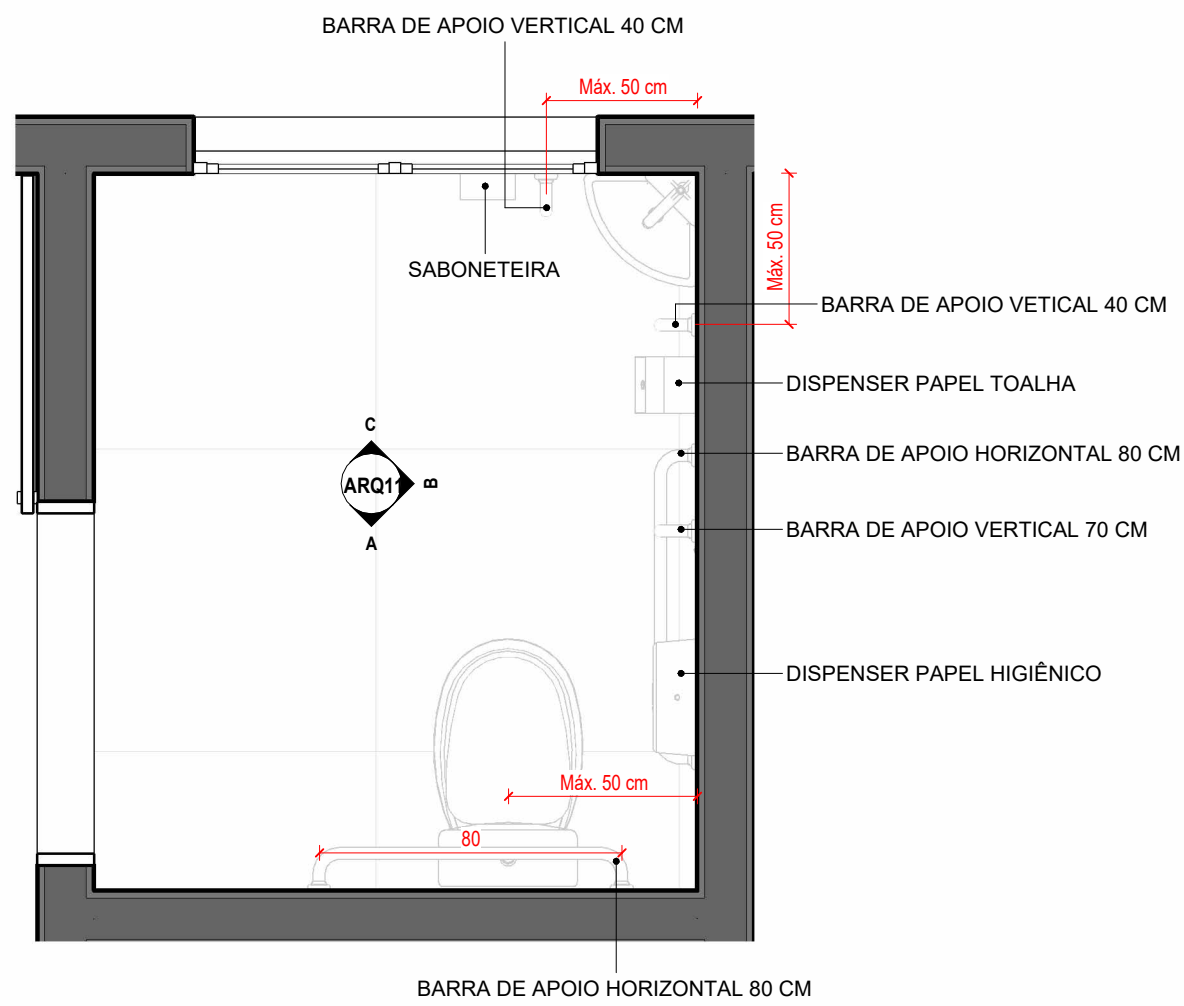 BARRA DE APOIO VERTICAL 40 CM
Máx. 50 cm
Máx. 50 cm
SABONETEIRA
BARRA DE APOIO VETICAL 40 CM
DISPENSER PAPEL TOALHA
C
BARRA DE APOIO HORIZONTAL 80 CM
ARQ11
B
BARRA DE APOIO VERTICAL 70 CM
A
DISPENSER PAPEL HIGIÊNICO
Máx. 50 cm
80
BARRA DE APOIO HORIZONTAL 80 CM